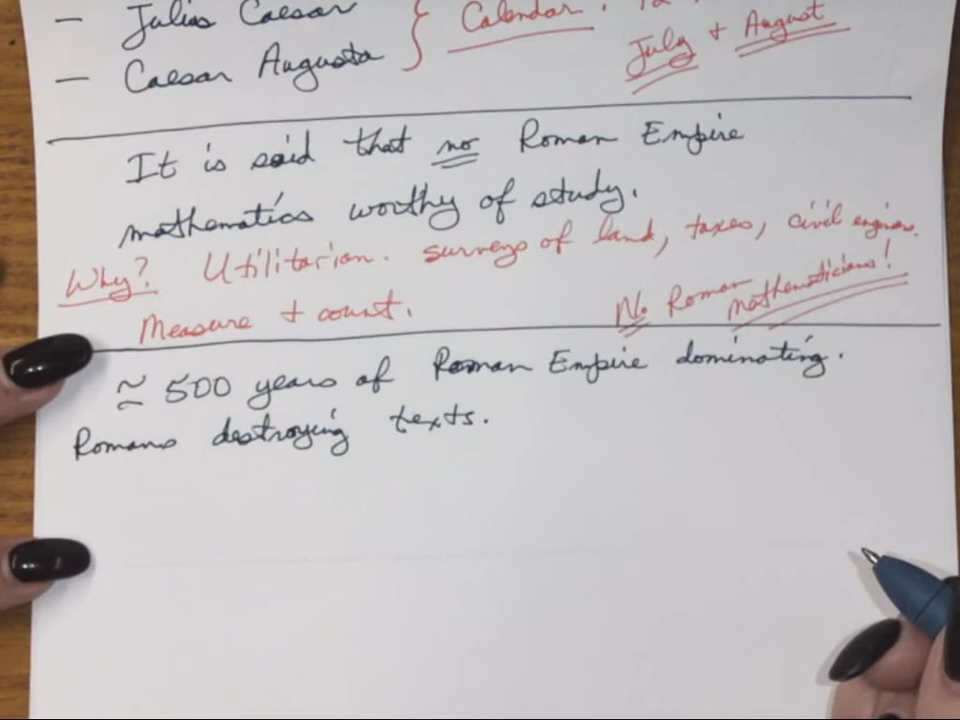 — Julius Caesar
— Caesar Augusta
} Calendar.
July + August
It is said that no Roman Empire
mathematics worthy of study.
Why? Utilitarian. surveys of land, taxes, civil engineers.
Measure + count.
No Roman mathematicians!
≃ 500 years of Roman Empire dominating.
Romans destroying texts.